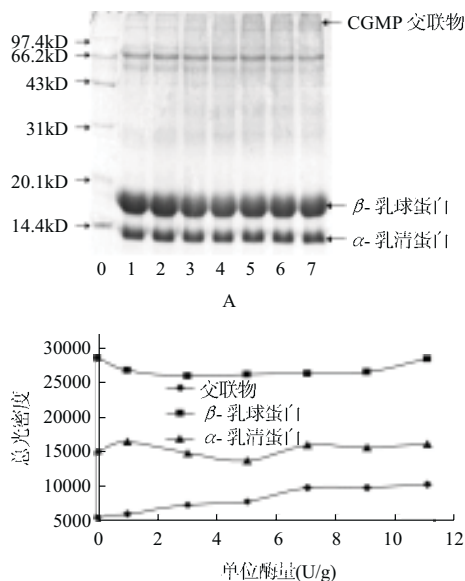 CGMP 交联物
97.4kD
66.2kD
43kD
31kD
20.1kD
β-乳球蛋白
14.4kD
α-乳清蛋白
0 1 2 3 4 5 6 7
A
30000
25000
20000
15000
10000
5000
总光密度
交联物
β-乳球蛋白
α-乳清蛋白
0 2 4 6 8 10 12
单位酶量(U/g)